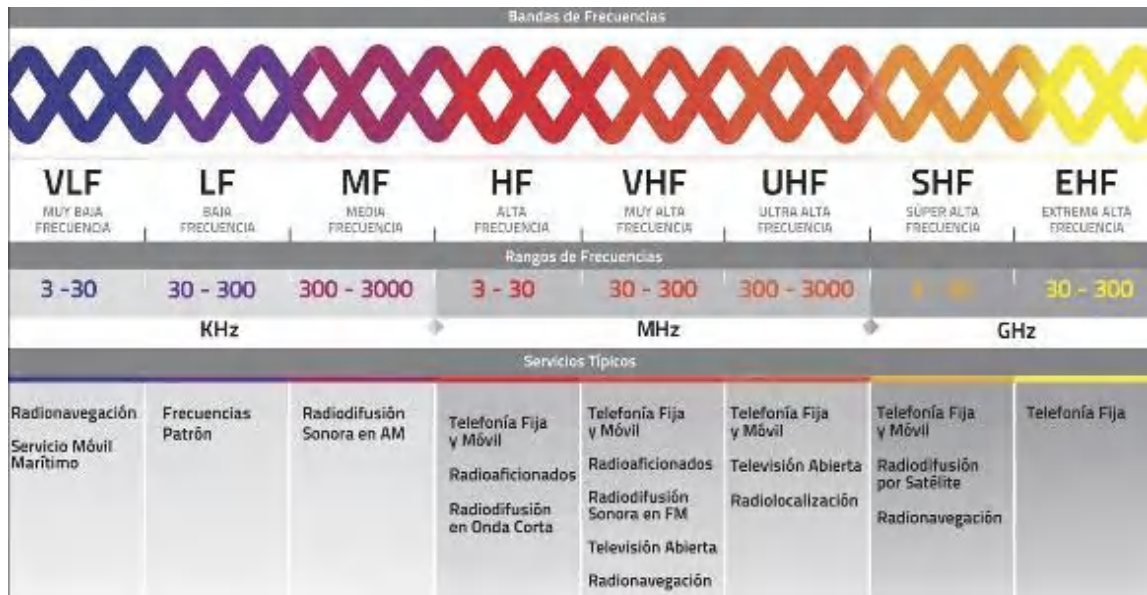 Bandas de Frecuencias
VLF LF MF HF VHF UHF SHF EHF
MUY BAJA BAJA MEDIA ALTA MUY ALTA ULTRA ALTA SÚPER ALTA EXTREMA ALTA
FRECUENCIA FRECUENCIA FRECUENCIA FRECUENCIA FRECUENCIA FRECUENCIA FRECUENCIA FRECUENCIA
Rangos de Frecuencias
3 -30 30 - 300 300 - 3000 3 - 30 30 - 300 300 - 3000 30 - 300
KHz MHz GHz
Servicios Típicos
Radionavegación
Servicio Móvil
Marítimo
Frecuencias
Patrón
Radiodifusión
Sonora en AM
Telefonía Fija
y Móvil
Radioaficionados
Radiodifusión
en Onda Corta
Telefonía Fija
y Móvil
Radioaficionados
Radiodifusión
Sonora en FM
Televisión Abierta
Radionavegación
Telefonía Fija
y Móvil
Televisión Abierta
Radiolocalización
Telefonía Fija
y Móvil
Radiodifusión
por Satélite
Radionavegación
Telefonía Fija